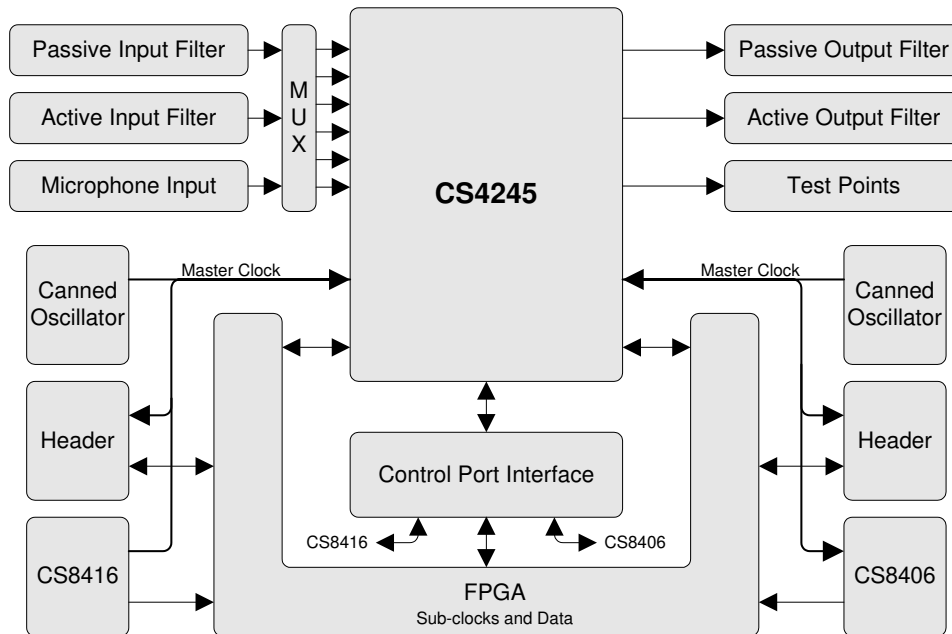 Passive Input Filter
Active Input Filter
Microphone Input
M
U
X
CS4245
Passive Output Filter
Active Output Filter
Test Points
Canned
Oscillator
Master Clock
Master Clock
Canned
Oscillator
Header
Header
Control Port Interface
CS8416
CS8406
CS8416
CS8406
FPGA
Sub-clocks and Data